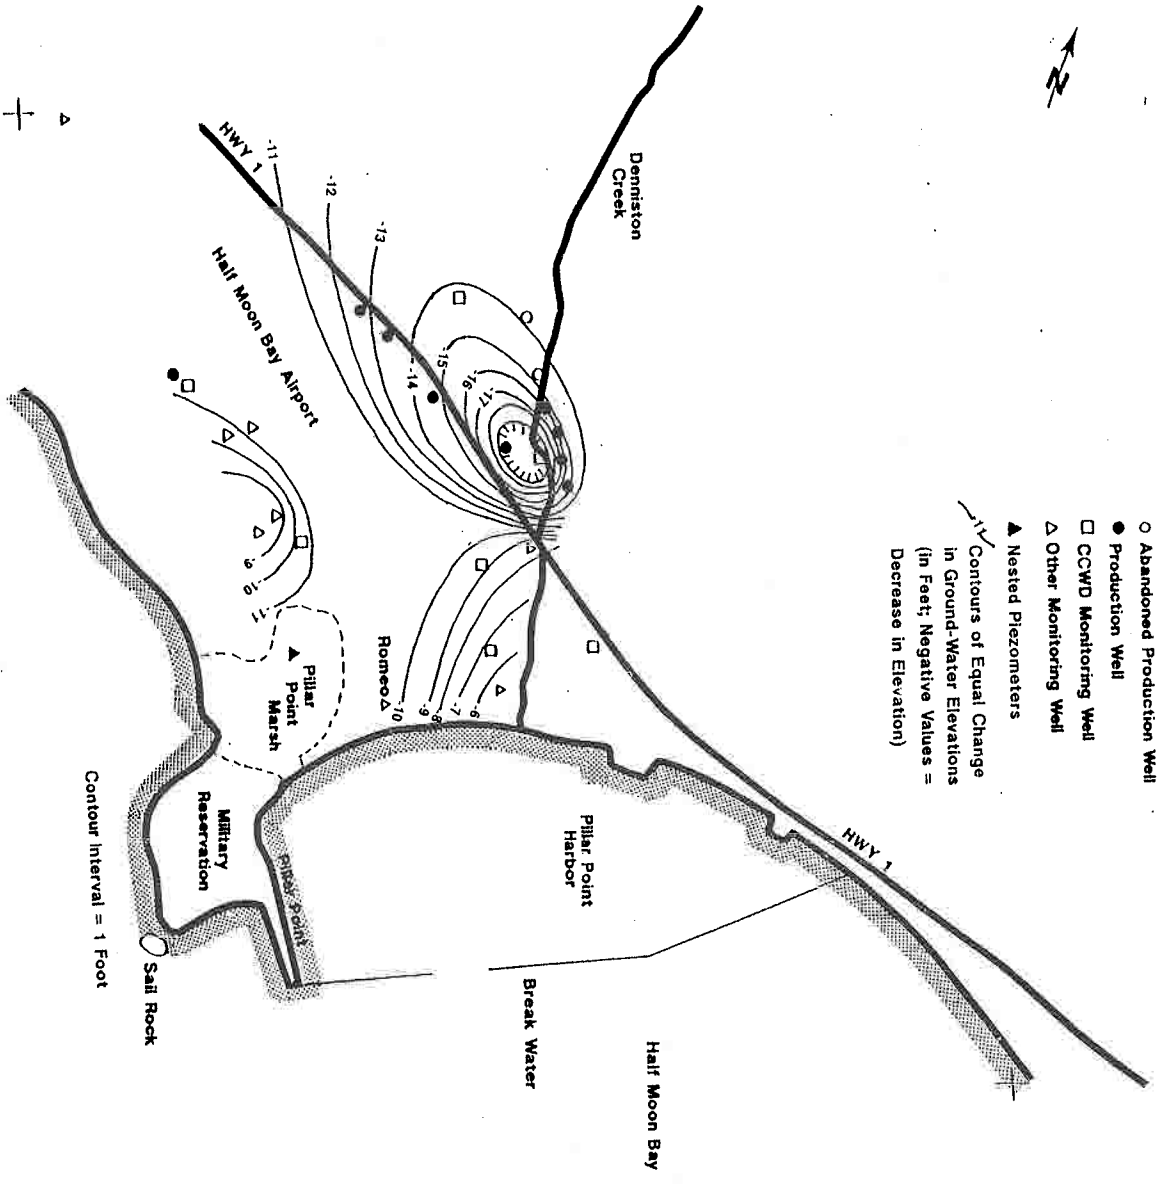 N
○ Abandoned Production Well
● Production Well
□ CCWD Monitoring Well
△ Other Monitoring Well
▲ Nested Piezometers
-11 Contours of Equal Change
in Ground-Water Elevations
(in Feet; Negative Values =
Decrease in Elevation)
Denniston
Creek
HWY 1
-11
-12
-13
-14
-15
-16
-17
Half Moon Bay Airport
-9
-10
-11
Romeo
-10
-9
-8
-7
-6
Pillar
Point
Marsh
Military
Reservation
Pillar Point
Pillar Point
Harbor
HWY 1
Break Water
Half Moon Bay
Sail Rock
Contour Interval = 1 Foot